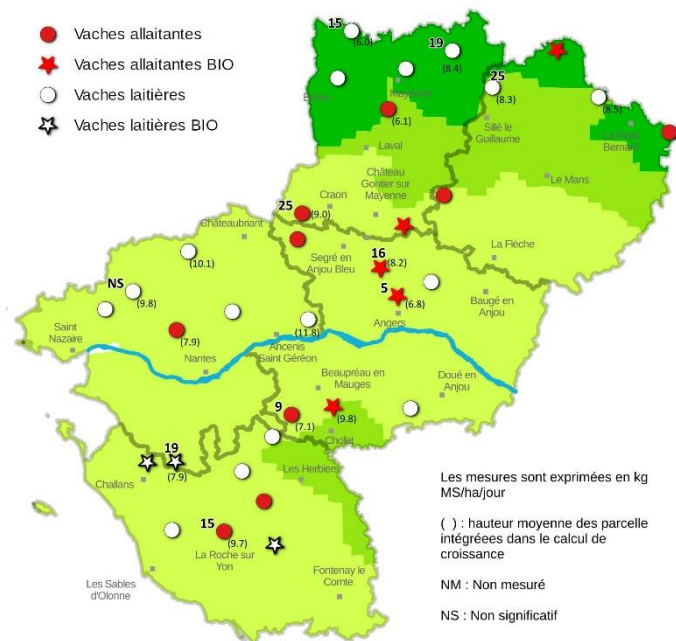 Vaches allaitantes
Vaches allaitantes BIO
Vaches laitières
Vaches laitières BIO
15
(6.0)
19
(8.4)
25
(8.3)
(8.5)
Ernée
Mayenne
(6.1)
Sillé le
Guillaume
La Ferté
Bernard
Laval
Le Mans
Château
Gontier sur
Mayenne
Craon
25
(9.0)
Châteaubriant
(10.1)
Segré en
Anjou Bleu
La Flèche
16
(8.2)
NS
(9.8)
5
(6.8)
Baugé en
Anjou
Angers
(7.9)
(11.8)
Saint
Nazaire
Ancenis
Saint Géréon
Nantes
Beaupréau en
Mauges
Doué en
Anjou
9
(7.1)
(9.8)
Cholet
19
(7.9)
Challans
Les Herbiers
15
(9.7)
La Roche sur
Yon
Les Sables
d'Olonne
Fontenay le
Comte
Les mesures sont exprimées en kg
MS/ha/jour
( ) : hauteur moyenne des parcelle
intégréees dans le calcul de
croissance
NM : Non mesuré
NS : Non significatif